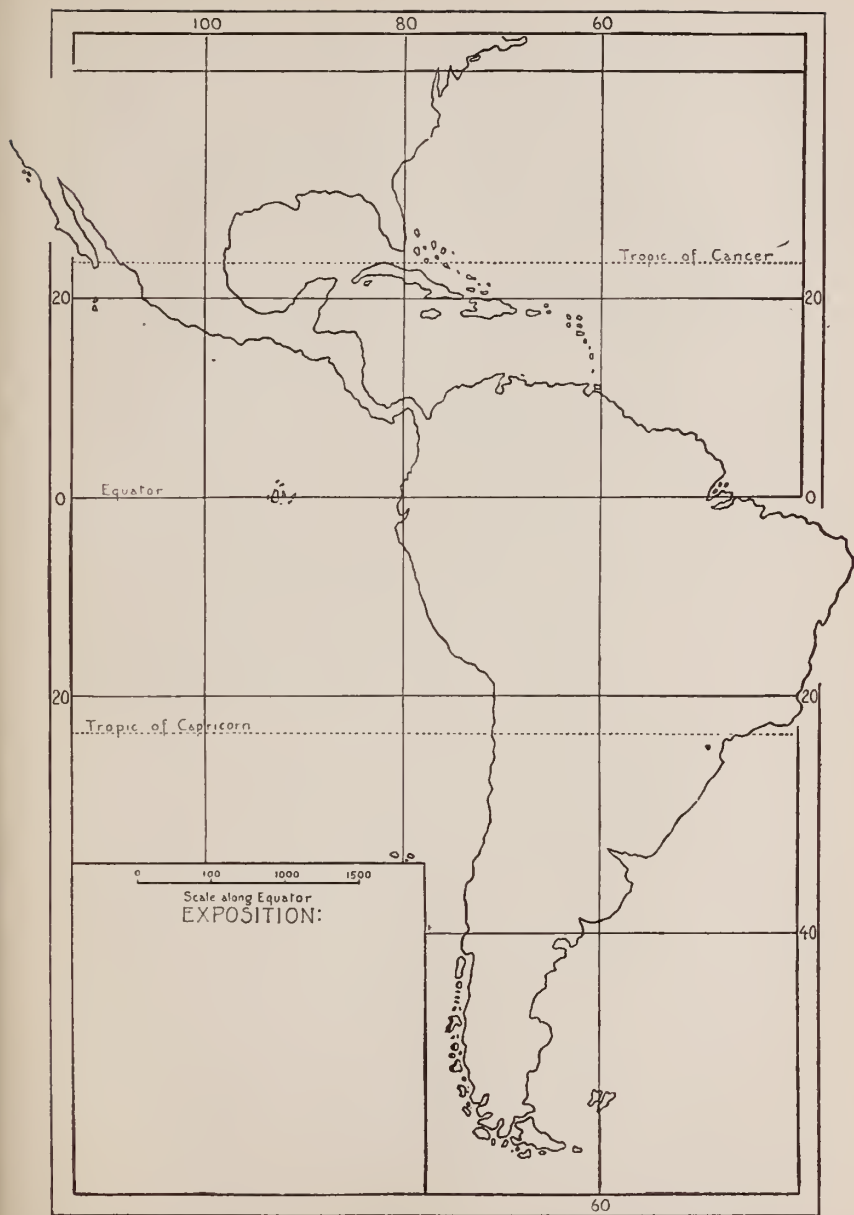 100 80 60
Tropic of Cancer
20 20
Equator
0 0
20 20
Tropic of Capricorn
0 100 1000 1500
Scale along Equator
EXPOSITION:
40
60